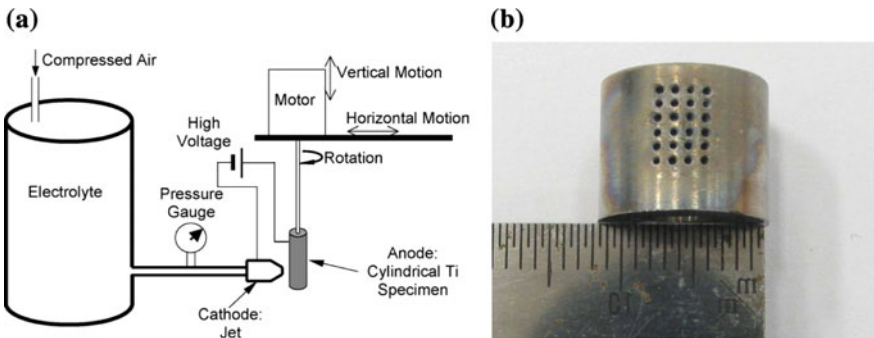 (a)
Compressed Air
Electrolyte
Pressure
Gauge
High
Voltage
Motor
Vertical Motion
Horizontal Motion
Rotation
Anode:
Cylindrical Ti
Specimen
Cathode:
Jet
(b)
m
m